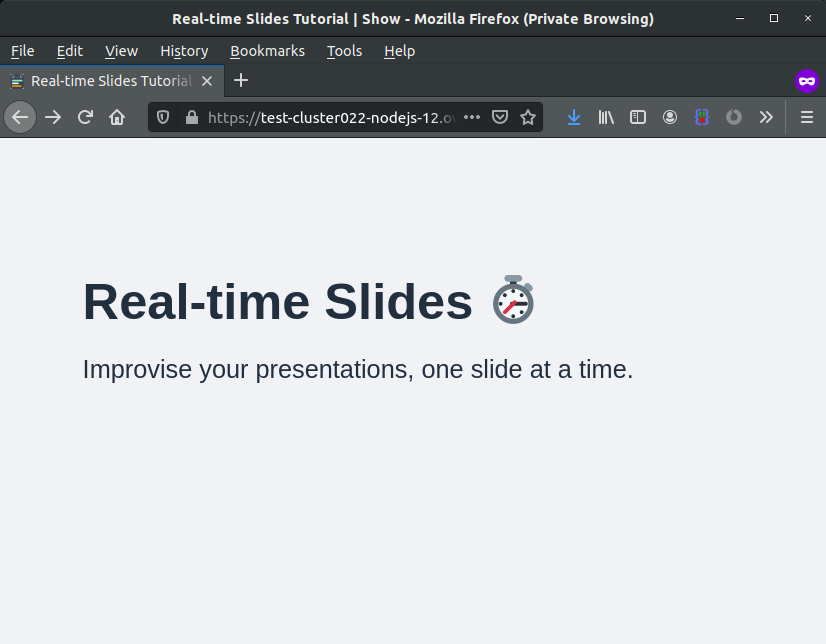 Real-time Slides Tutorial | Show - Mozilla Firefox (Private Browsing)
File Edit View History Bookmarks Tools Help
Real-time Slides Tutorial
https://test-cluster022-nodejs-12.ov
Real-time Slides
Improvise your presentations, one slide at a time.